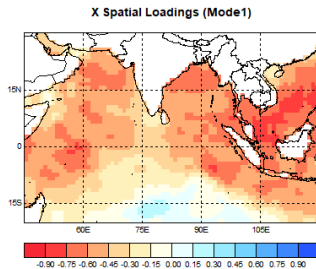 X Spatial Loadings (Mode1)
15N
0
15S
60E 75E 90E 105E
-0.90 -0.75 -0.60 -0.45 -0.30 -0.15 0.00 0.15 0.30 0.45 0.60 0.75 0.90